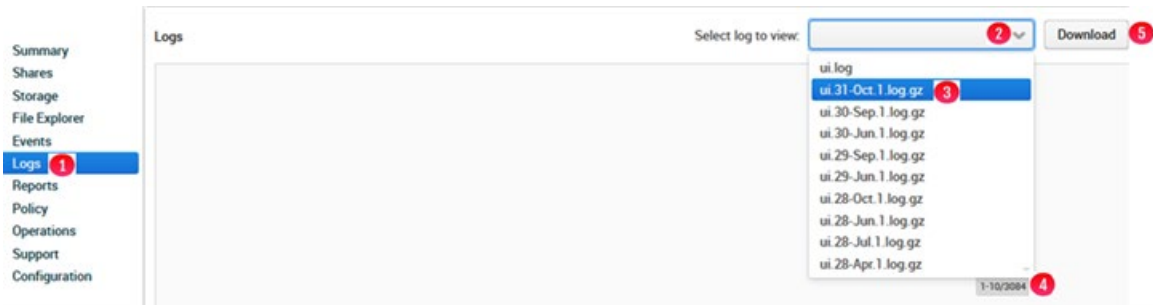 Summary
Shares
Storage
File Explorer
Events
Logs 1
Reports
Policy
Operations
Support
Configuration
Logs
Select log to view: 2
Download 5
ui.log
ui.31-Oct.1.log.gz 3
ui.30-Sep.1.log.gz
ui.30-Jun.1.log.gz
ui.29-Sep.1.log.gz
ui.29-Jun.1.log.gz
ui.28-Oct.1.log.gz
ui.28-Jun.1.log.gz
ui.28-Jul.1.log.gz
ui.28-Apr.1.log.gz
1-10/3084 4